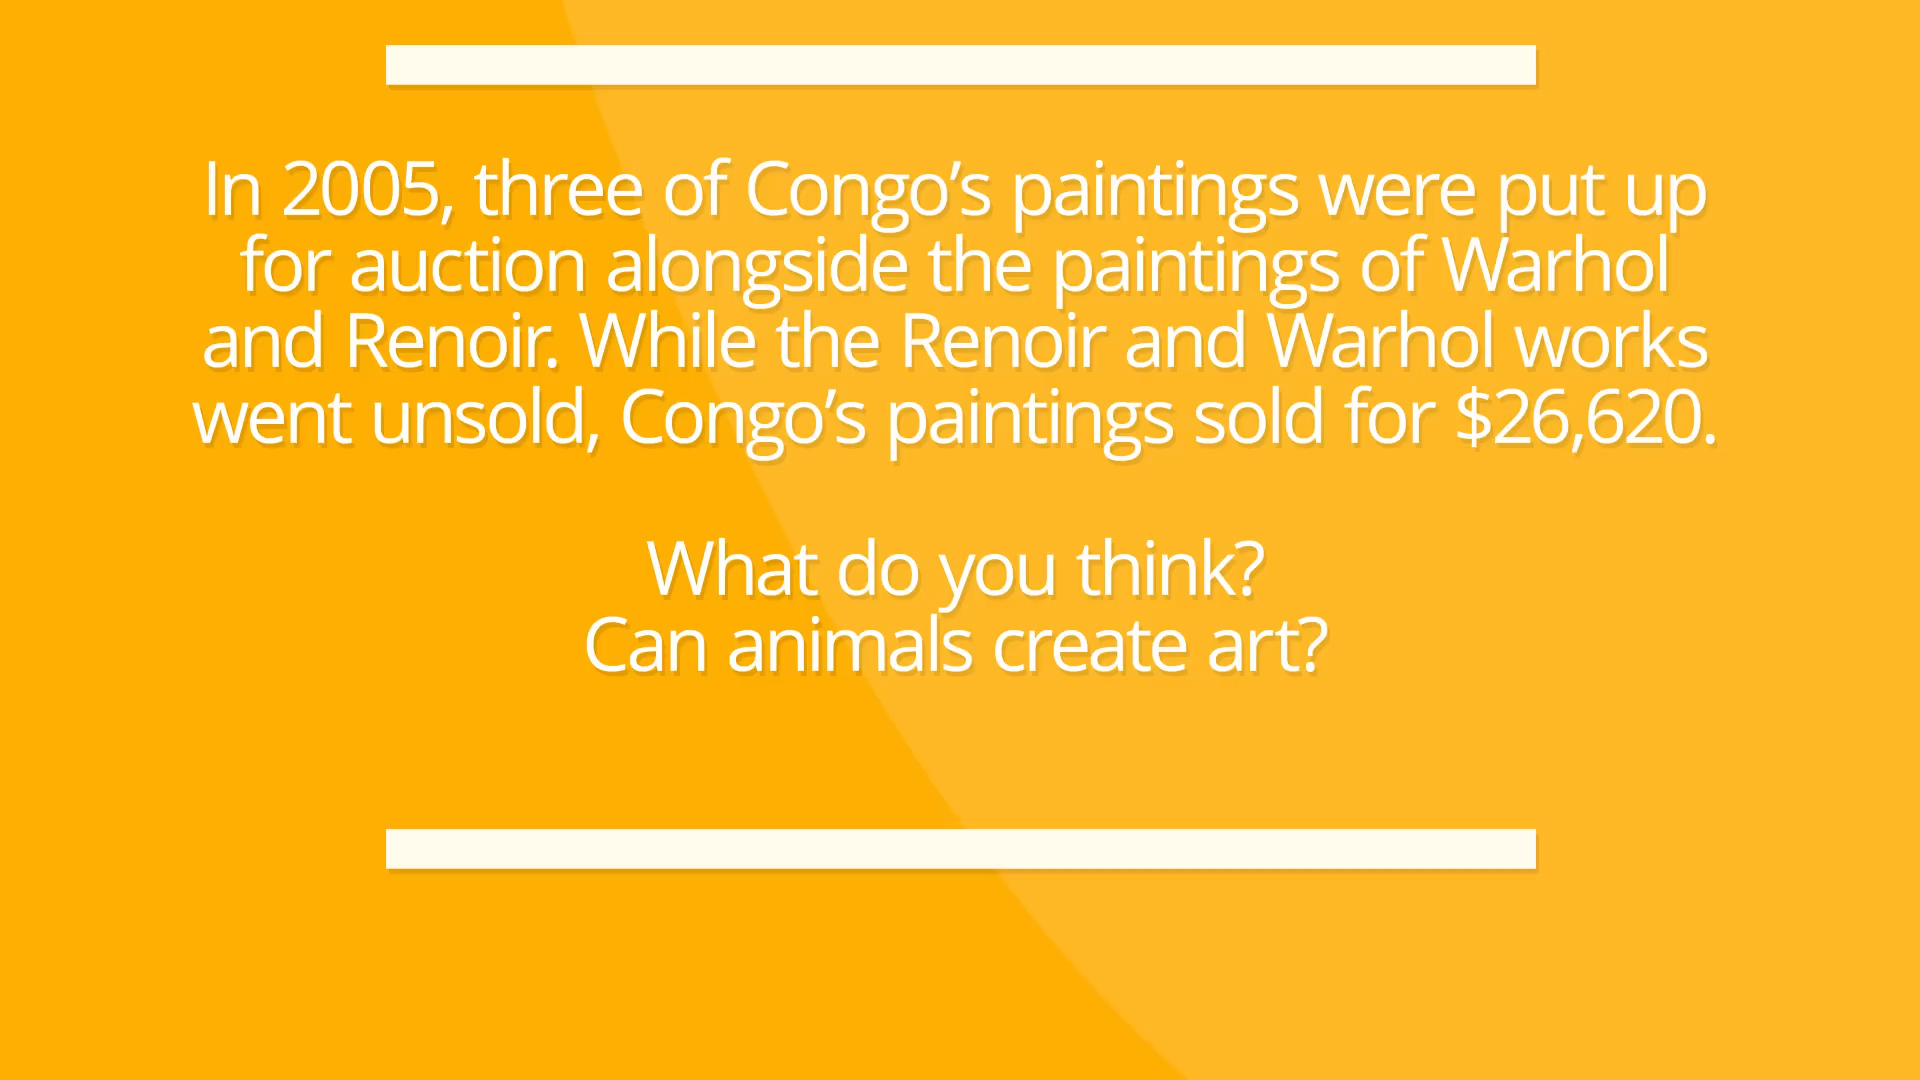 In 2005, three of Congo’s paintings were put up
for auction alongside the paintings of Warhol
and Renoir. While the Renoir and Warhol works
went unsold, Congo’s paintings sold for $26,620.
What do you think?
Can animals create art?